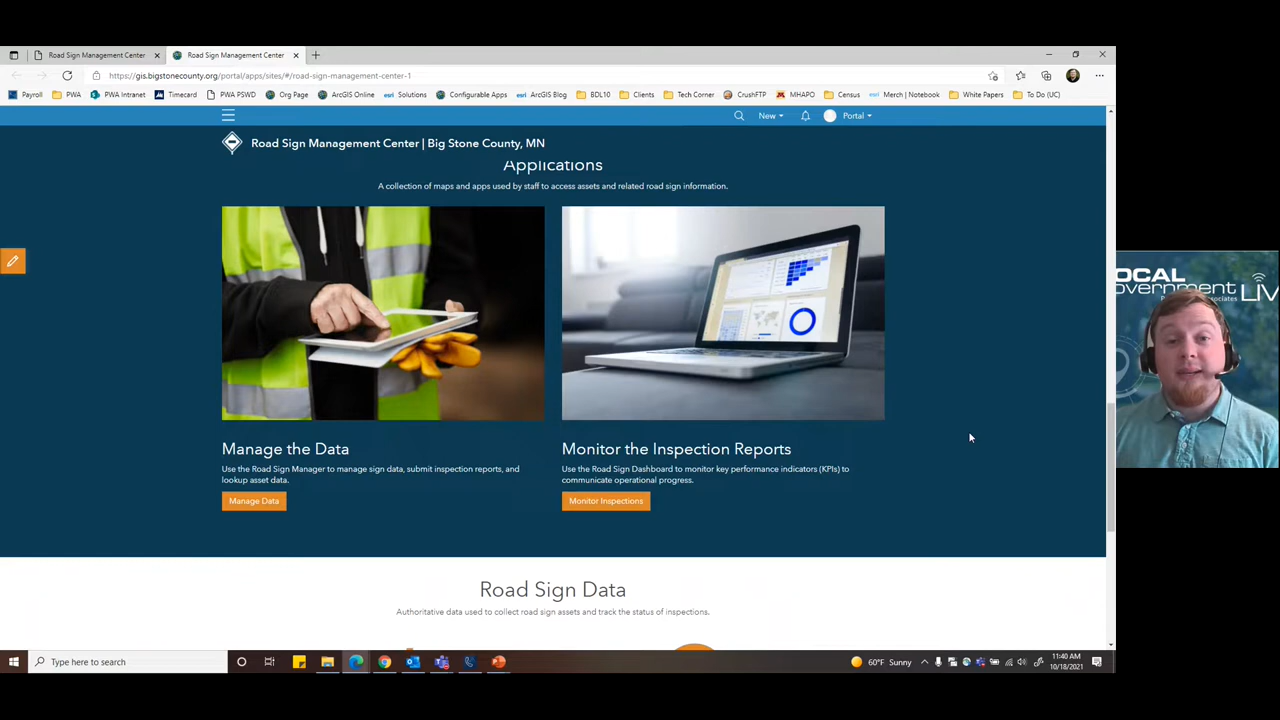 Road Sign Management Center
Road Sign Management Center
https://gis.bigstonecounty.org/portal/apps/sites/#/road-sign-management-center-1
Payroll PWA PWA Intranet Timecard PWA PSWD Org Page ArcGIS Online esri Solutions Configurable Apps esri ArcGIS Blog BDL10 Clients Tech Corner CrushFTP MHAPO Census esri Merch | Notebook White Papers To Do (UC)
New Portal
Road Sign Management Center | Big Stone County, MN
Applications
A collection of maps and apps used by staff to access assets and related road sign information.
Manage the Data
Use the Road Sign Manager to manage sign data, submit inspection reports, and
lookup asset data.
Manage Data
Monitor the Inspection Reports
Use the Road Sign Dashboard to monitor key performance indicators (KPIs) to
communicate operational progress.
Monitor Inspections
Road Sign Data
Authoritative data used to collect road sign assets and track the status of inspections.
OCAL
overnment
LIV
Type here to search
60°F Sunny
11:40 AM
10/18/2021